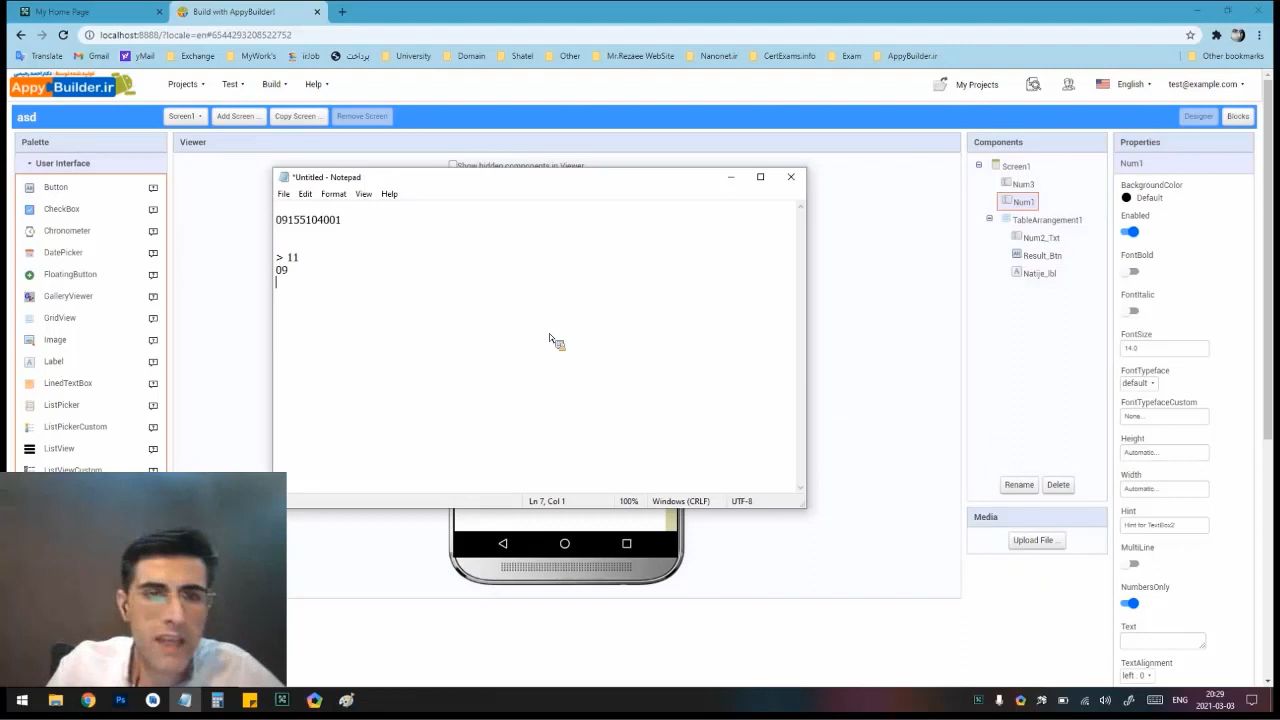 My Home Page
Build with AppyBuilder!
localhost:8888/?locale=en#6544293208522752
Translate
Gmail
yMail
Exchange
MyWork's
irJob
پرداخت
University
Domain
Shatel
Other
Mr.Rezaee WebSite
Nanonet.ir
CertExams.info
Exam
AppyBuilder.ir
Other bookmarks
AppyBuilder.ir
Projects
Test
Build
Help
My Projects
English
test@example.com
asd
Screen1
Add Screen ...
Copy Screen ...
Remove Screen
Designer
Blocks
Palette
User Interface
Button
CheckBox
Chronometer
DatePicker
FloatingButton
GalleryViewer
GridView
Image
Label
LinedTextBox
ListPicker
ListPickerCustom
ListView
ListViewCustom
Viewer
Show hidden components in Viewer
*Untitled - Notepad
File
Edit
Format
View
Help
09155104001
> 11
09
Ln 7, Col 1
100%
Windows (CRLF)
UTF-8
Components
Screen1
Num3
Num1
TableArrangement1
Num2_Txt
Result_Btn
Natije_lbl
Rename
Delete
Media
Upload File ...
Properties
Num1
BackgroundColor
Default
Enabled
FontBold
FontItalic
FontSize
14.0
FontTypeface
default
FontTypefaceCustom
None...
Height
Automatic...
Width
Automatic...
Hint
Hint for TextBox2
MultiLine
NumbersOnly
Text
TextAlignment
left : 0
ENG
20:29
2021-03-03